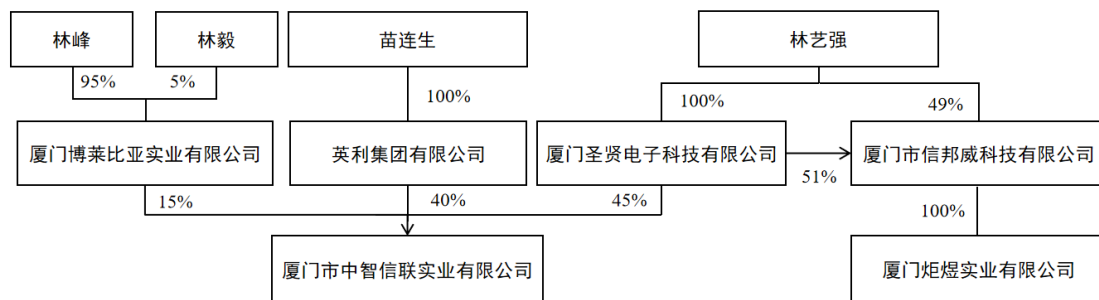 林峰
林毅
苗连生
林艺强
95%
5%
100%
100%
49%
厦门博莱比亚实业有限公司
英利集团有限公司
厦门圣贤电子科技有限公司
厦门市信邦威科技有限公司
51%
15%
40%
45%
100%
厦门市中智信联实业有限公司
厦门炬煜实业有限公司